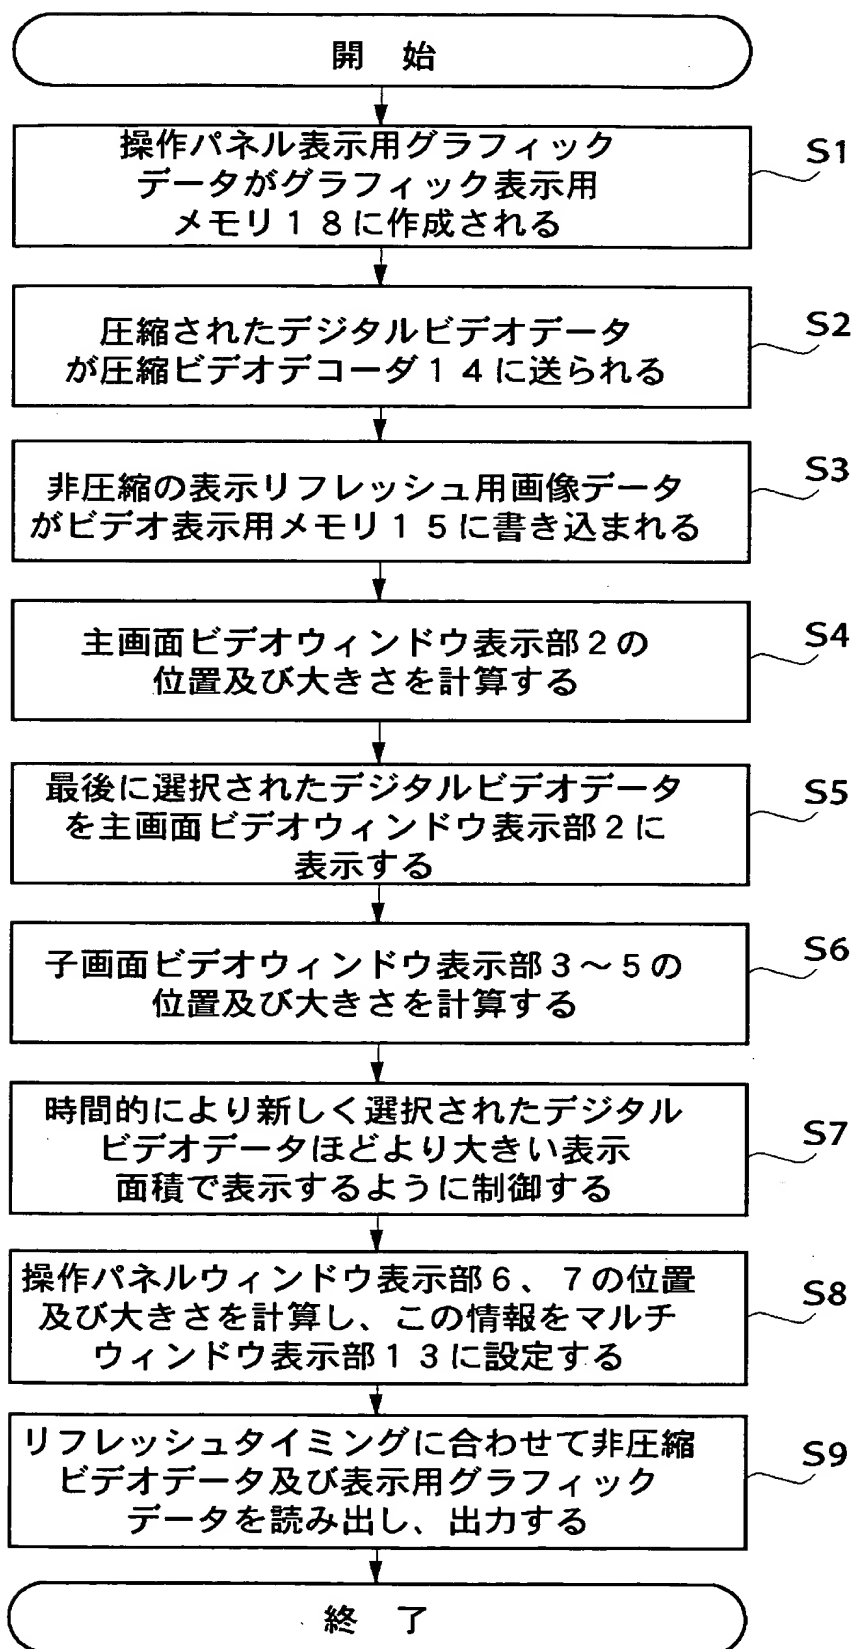 開　始
操作パネル表示用グラフィック
データがグラフィック表示用
メモリ１８に作成される
S1
圧縮されたデジタルビデオデータ
が圧縮ビデオデコーダ１４に送られる
S2
非圧縮の表示リフレッシュ用画像データ
がビデオ表示用メモリ１５に書き込まれる
S3
主画面ビデオウィンドウ表示部２の
位置及び大きさを計算する
S4
最後に選択されたデジタルビデオデータ
を主画面ビデオウィンドウ表示部２に
表示する
S5
子画面ビデオウィンドウ表示部３～５の
位置及び大きさを計算する
S6
時間的により新しく選択されたデジタル
ビデオデータほどより大きい表示
面積で表示するように制御する
S7
操作パネルウィンドウ表示部６、７の位置
及び大きさを計算し、この情報をマルチ
ウィンドウ表示部１３に設定する
S8
リフレッシュタイミングに合わせて非圧縮
ビデオデータ及び表示用グラフィック
データを読み出し、出力する
S9
終　了